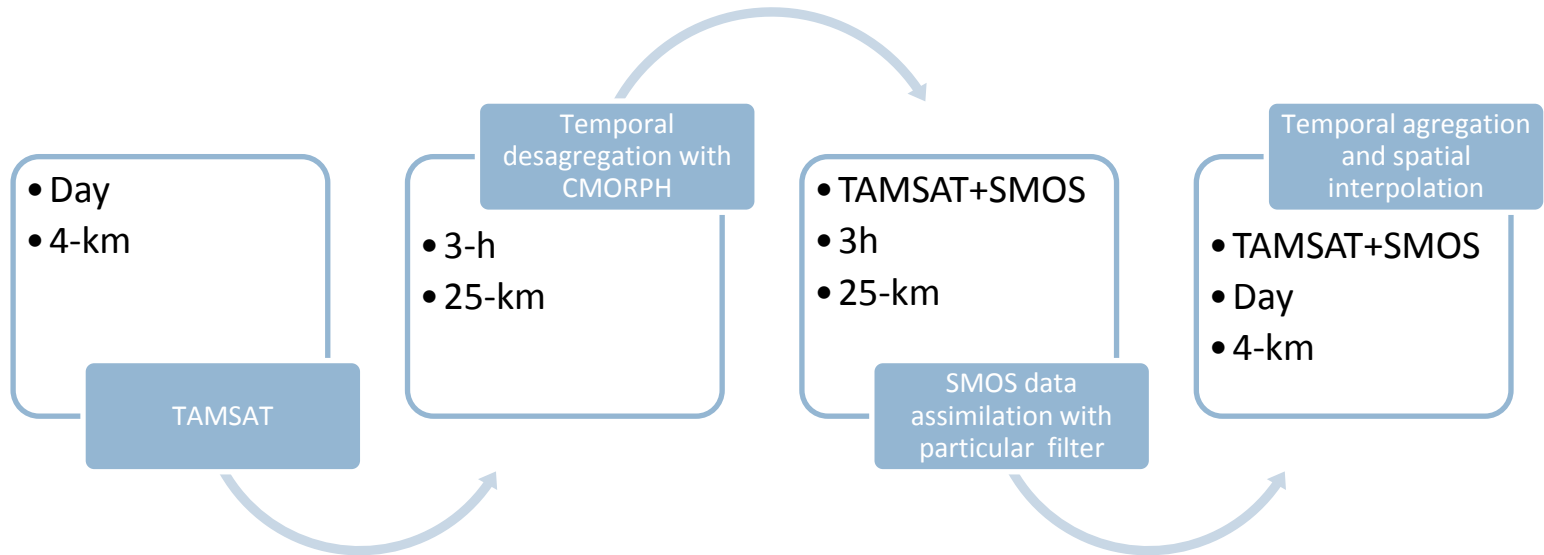 • Day
• 4-km
TAMSAT
Temporal
desagregation with
CMORPH
• 3-h
• 25-km
• TAMSAT+SMOS
• 3h
• 25-km
SMOS data
assimilation with
particular filter
Temporal agregation
and spatial
interpolation
• TAMSAT+SMOS
• Day
• 4-km